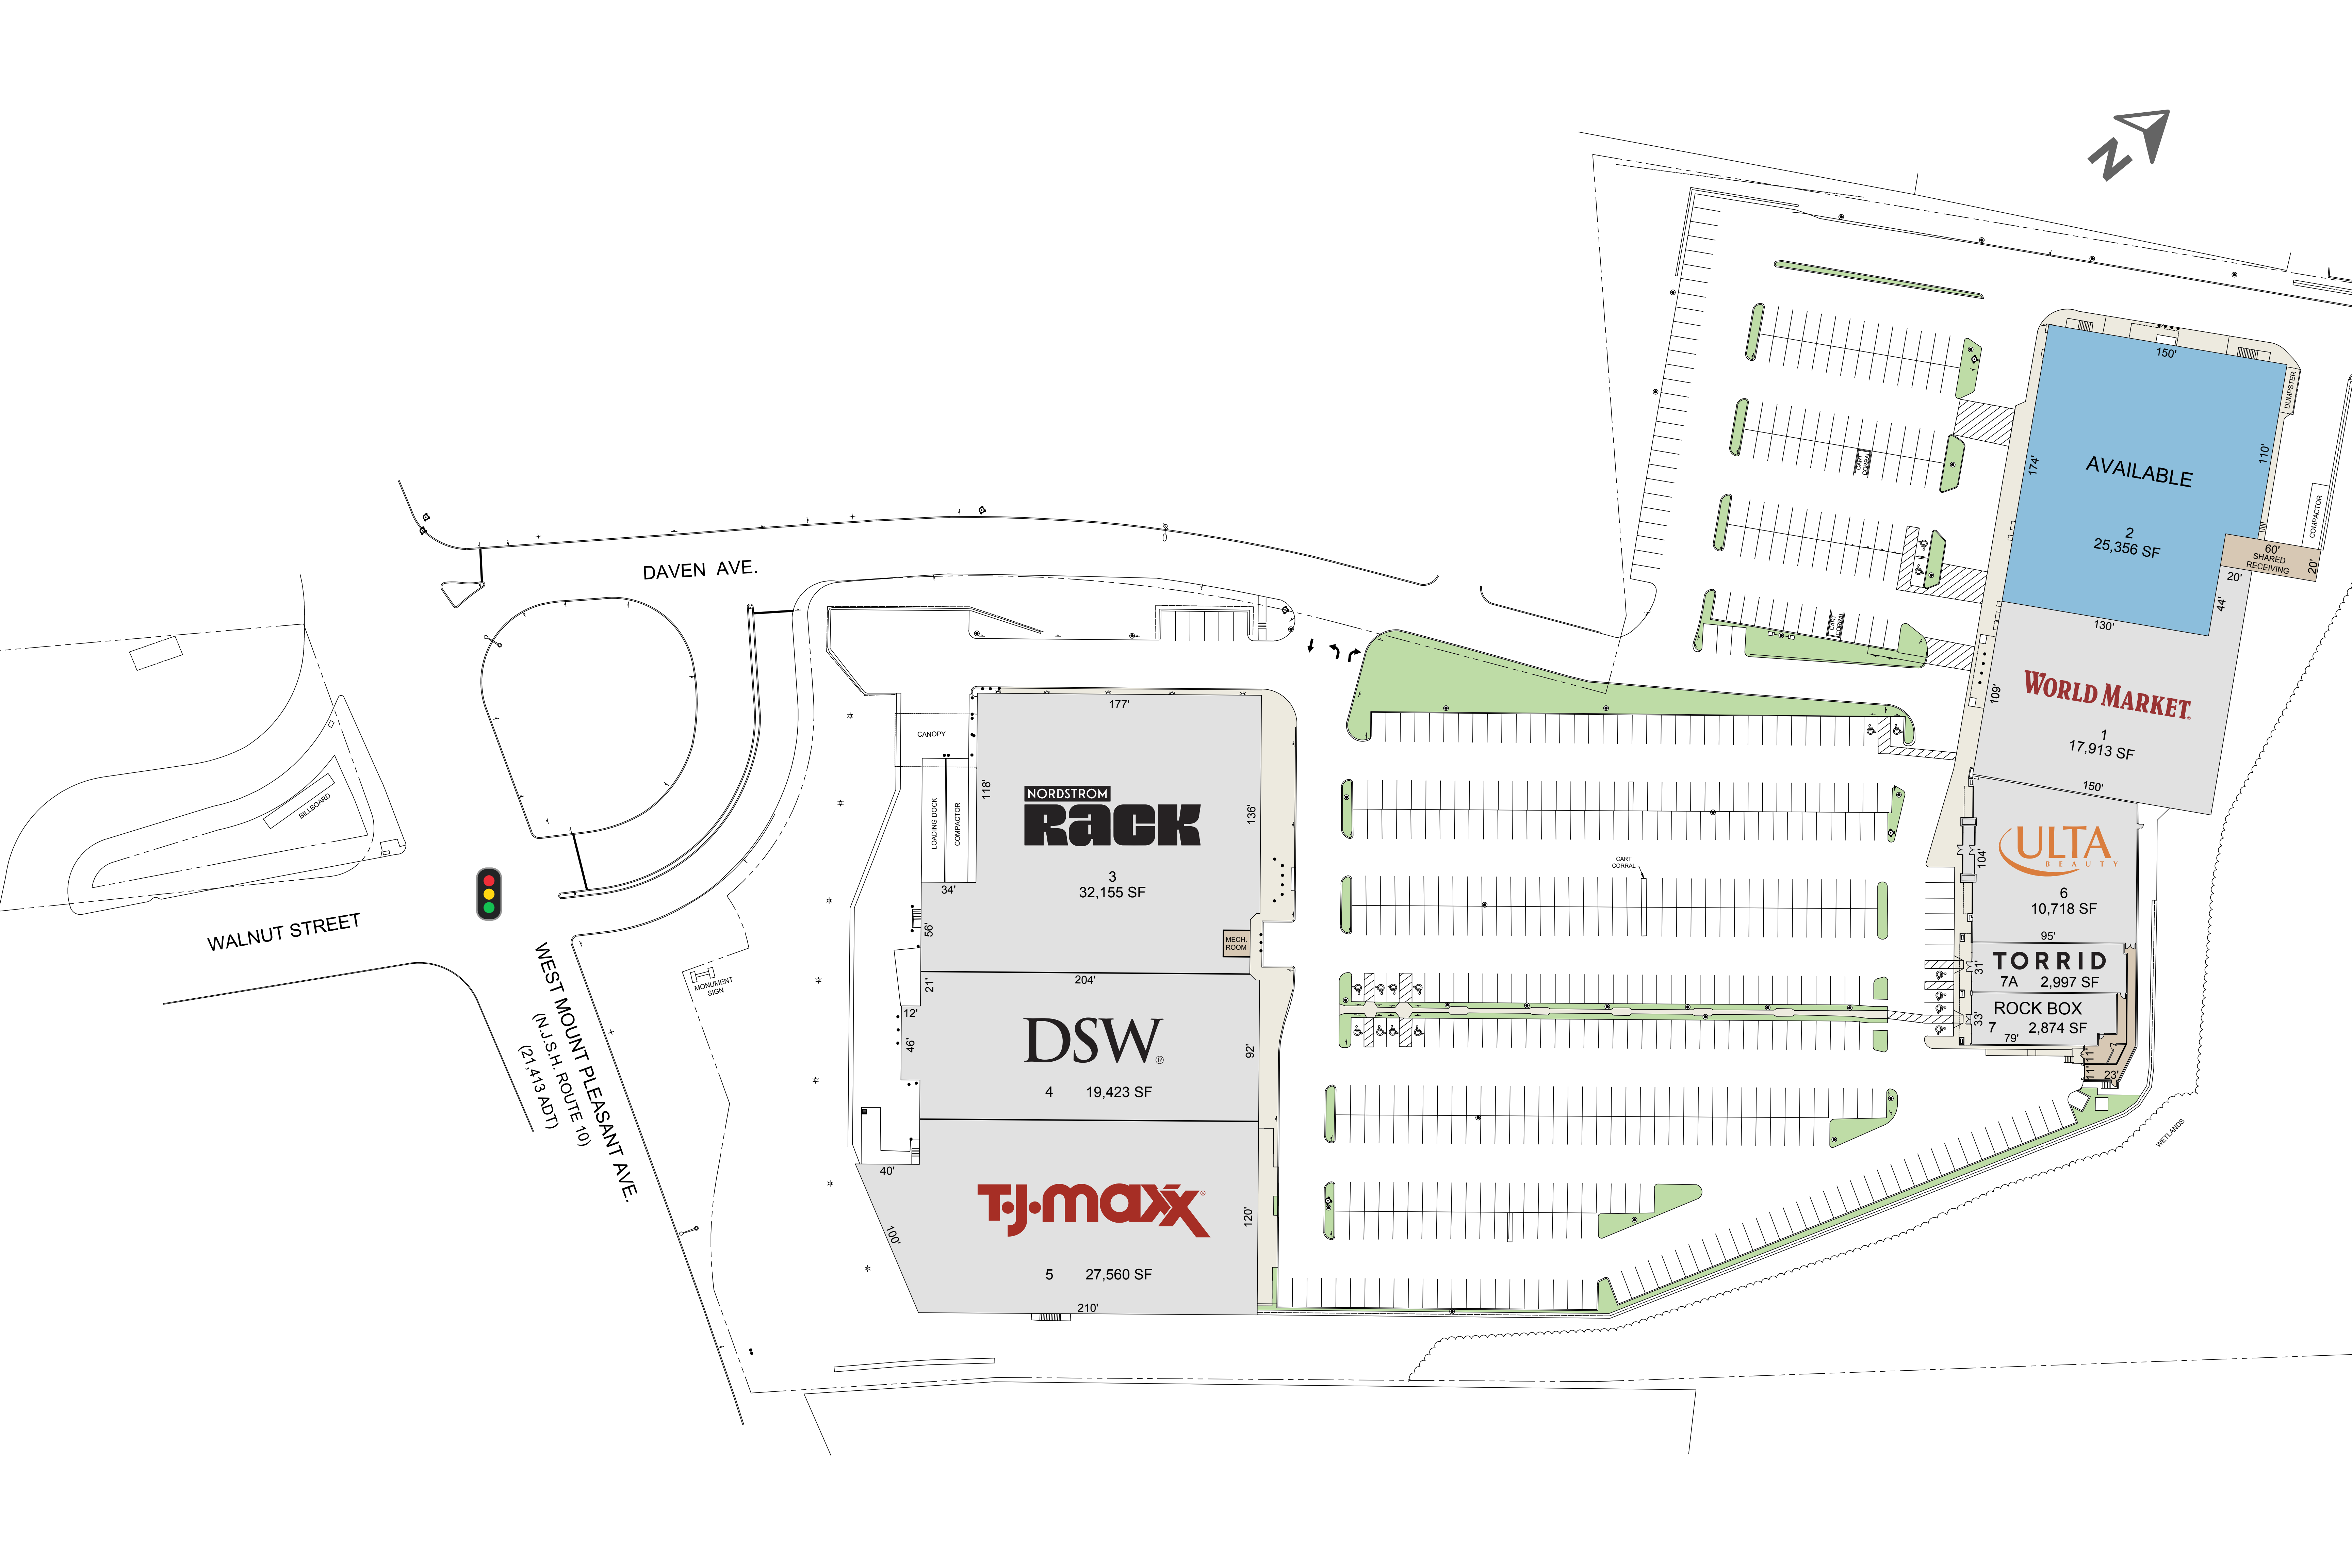 N
DAVEN AVE.
WALNUT STREET
WEST MOUNT PLEASANT AVE.
(N.J.S.H. ROUTE 10)
(21,413 ADT)
BILLBOARD
MONUMENT
SIGN
CANOPY
LOADING DOCK
COMPACTOR
177'
118'
136'
NORDSTROM
RACK
3
32,155 SF
34'
56'
MECH.
ROOM
204'
21'
12'
46'
92'
DSW®
4 19,423 SF
40'
100'
120'
T·J·maxx®
5 27,560 SF
210'
CART
CORRAL
CART
CORRAL
CART
CORRAL
150'
DUMPSTER
174'
110'
AVAILABLE
2
25,356 SF
COMPACTOR
60'
SHARED
RECEIVING
20'
20'
44'
130'
109'
WORLD MARKET®
1
17,913 SF
150'
104'
ULTA
BEAUTY
6
10,718 SF
95'
TORRID
31'
7A 2,997 SF
ROCK BOX
33'
7 2,874 SF
79'
11'
11'
23'
WETLANDS